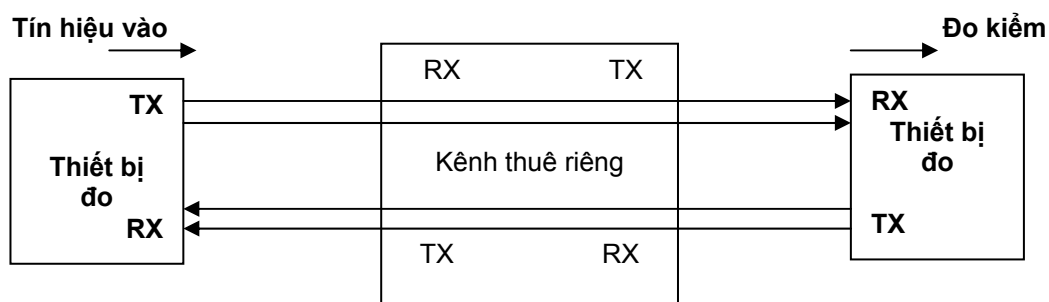 Tín hiệu vào
Đo kiểm
RX TX
TX
RX
Thiết bị
đo
Kênh thuê riêng
Thiết bị
đo
RX
TX
TX RX